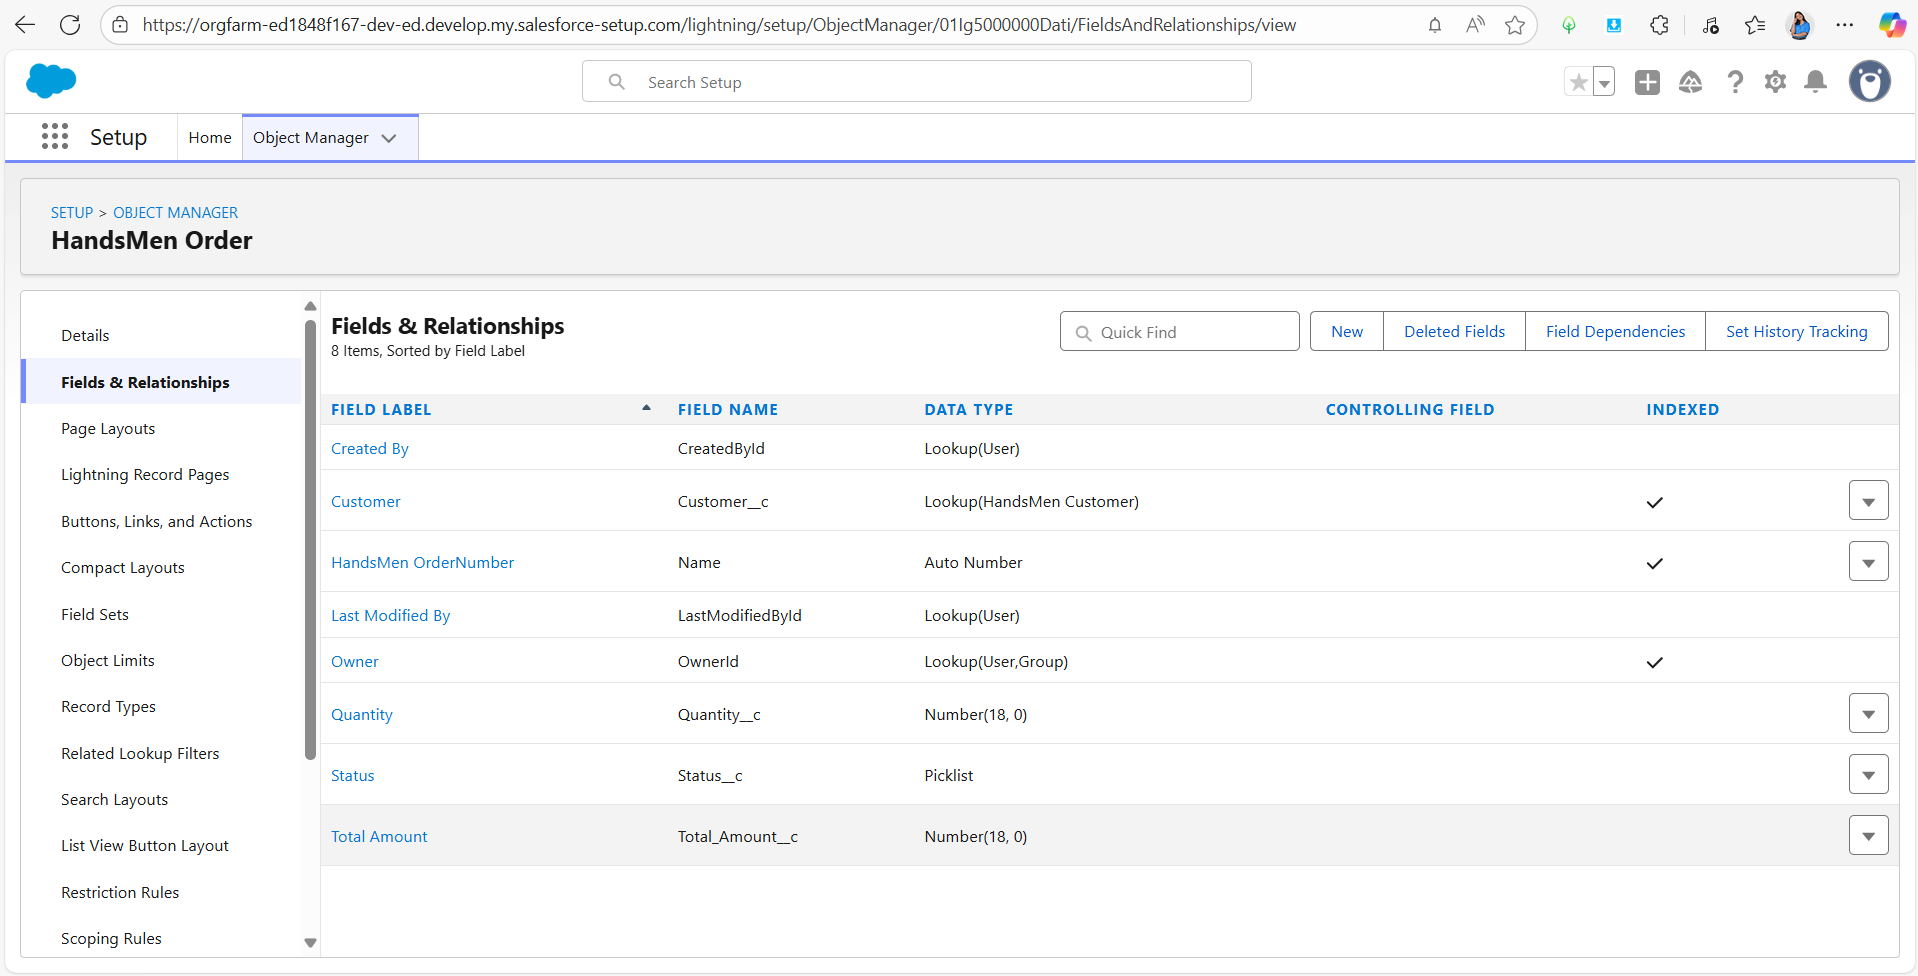 https://orgfarm-ed1848f167-dev-ed.develop.my.salesforce-setup.com/lightning/setup/ObjectManager/01Ig5000000Dati/FieldsAndRelationships/view
Search Setup
Setup
Home
Object Manager
SETUP > OBJECT MANAGER
HandsMen Order
Details
Fields & Relationships
Page Layouts
Lightning Record Pages
Buttons, Links, and Actions
Compact Layouts
Field Sets
Object Limits
Record Types
Related Lookup Filters
Search Layouts
List View Button Layout
Restriction Rules
Scoping Rules
Fields & Relationships
8 Items, Sorted by Field Label
Quick Find
New
Deleted Fields
Field Dependencies
Set History Tracking
FIELD LABEL FIELD NAME DATA TYPE CONTROLLING FIELD INDEXED
Created By CreatedById Lookup(User)
Customer Customer__c Lookup(HandsMen Customer)
HandsMen OrderNumber Name Auto Number
Last Modified By LastModifiedById Lookup(User)
Owner OwnerId Lookup(User,Group)
Quantity Quantity__c Number(18, 0)
Status Status__c Picklist
Total Amount Total_Amount__c Number(18, 0)